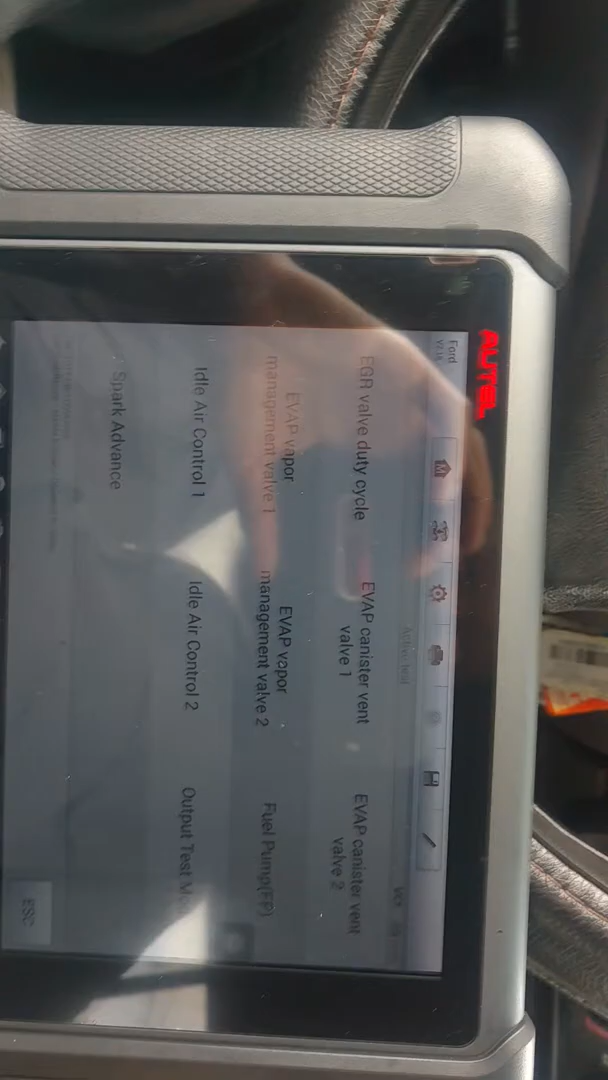 AUTEL
Ford
Active Test
VCI
EGR valve duty cycle
EVAP canister vent
valve 1
EVAP canister vent
valve 2
EVAP vapor
management valve 1
EVAP vapor
management valve 2
Fuel Pump(FP)
Idle Air Control 1
Idle Air Control 2
Output Test
Spark Advance
ESC